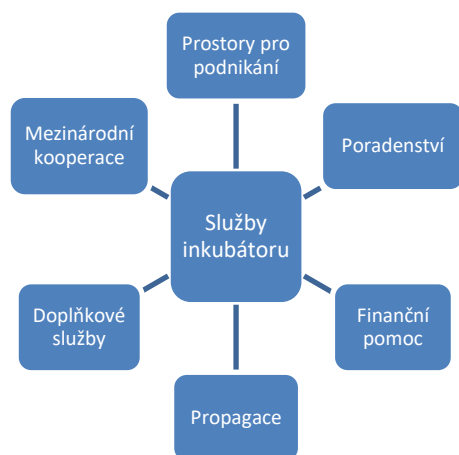 Prostory pro
podnikání
Mezinárodní
kooperace
Poradenství
Služby
inkubátoru
Doplňkové
služby
Finanční
pomoc
Propagace